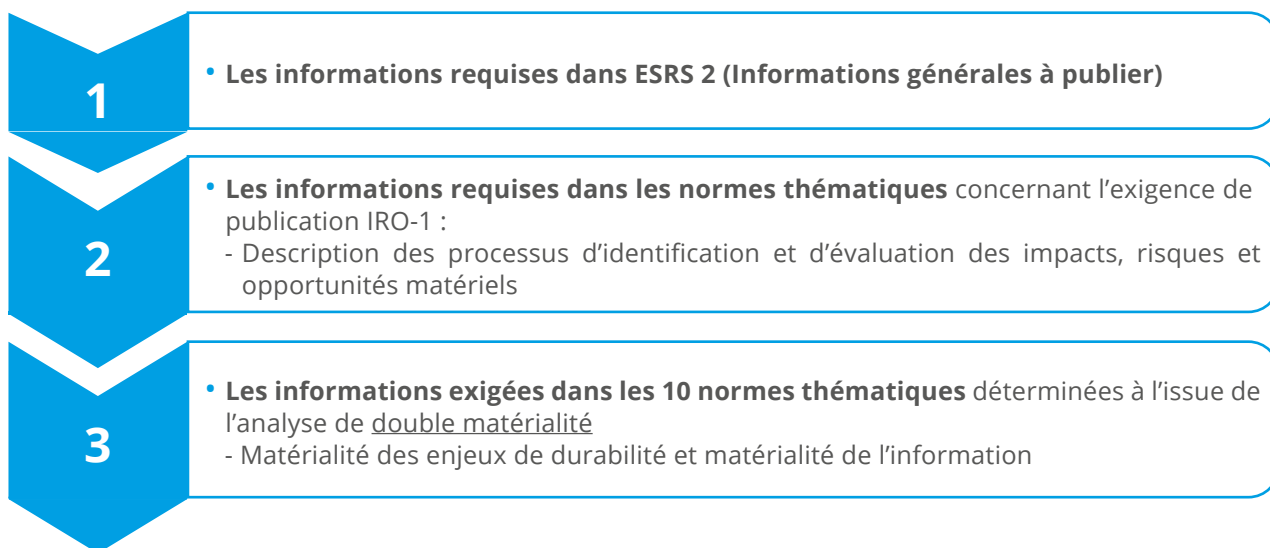 1
• Les informations requises dans ESRS 2 (Informations générales à publier)
2
• Les informations requises dans les normes thématiques concernant l’exigence de
publication IRO-1 :
- Description des processus d’identification et d’évaluation des impacts, risques et
opportunités matériels
3
• Les informations exigées dans les 10 normes thématiques déterminées à l’issue de
l’analyse de double matérialité
- Matérialité des enjeux de durabilité et matérialité de l’information